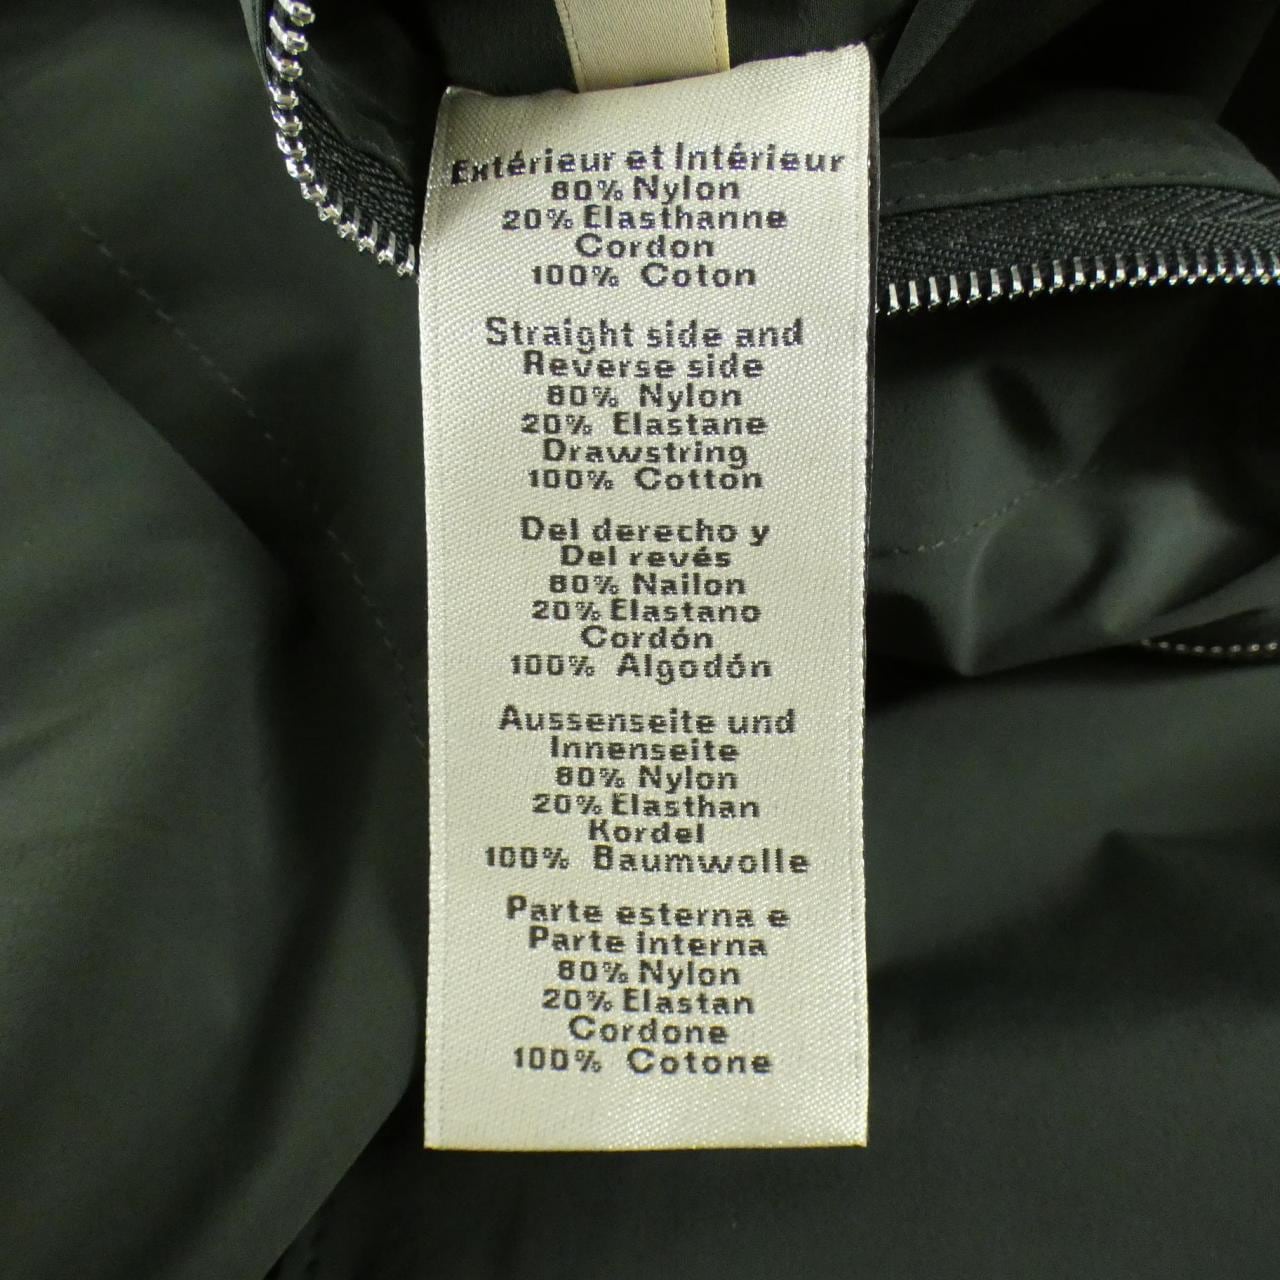 Extérieur et Intérieur
80% Nylon
20% Elasthanne
Cordon
100% Coton
Straight side and
Reverse side
80% Nylon
20% Elastane
Drawstring
100% Cotton
Del derecho y
Del revés
80% Nailon
20% Elastano
Cordón
100% Algodón
Aussenseite und
Innenseite
80% Nylon
20% Elasthan
Kordel
100% Baumwolle
Parte esterna e
Parte interna
80% Nylon
20% Elastan
Cordone
100% Cotone